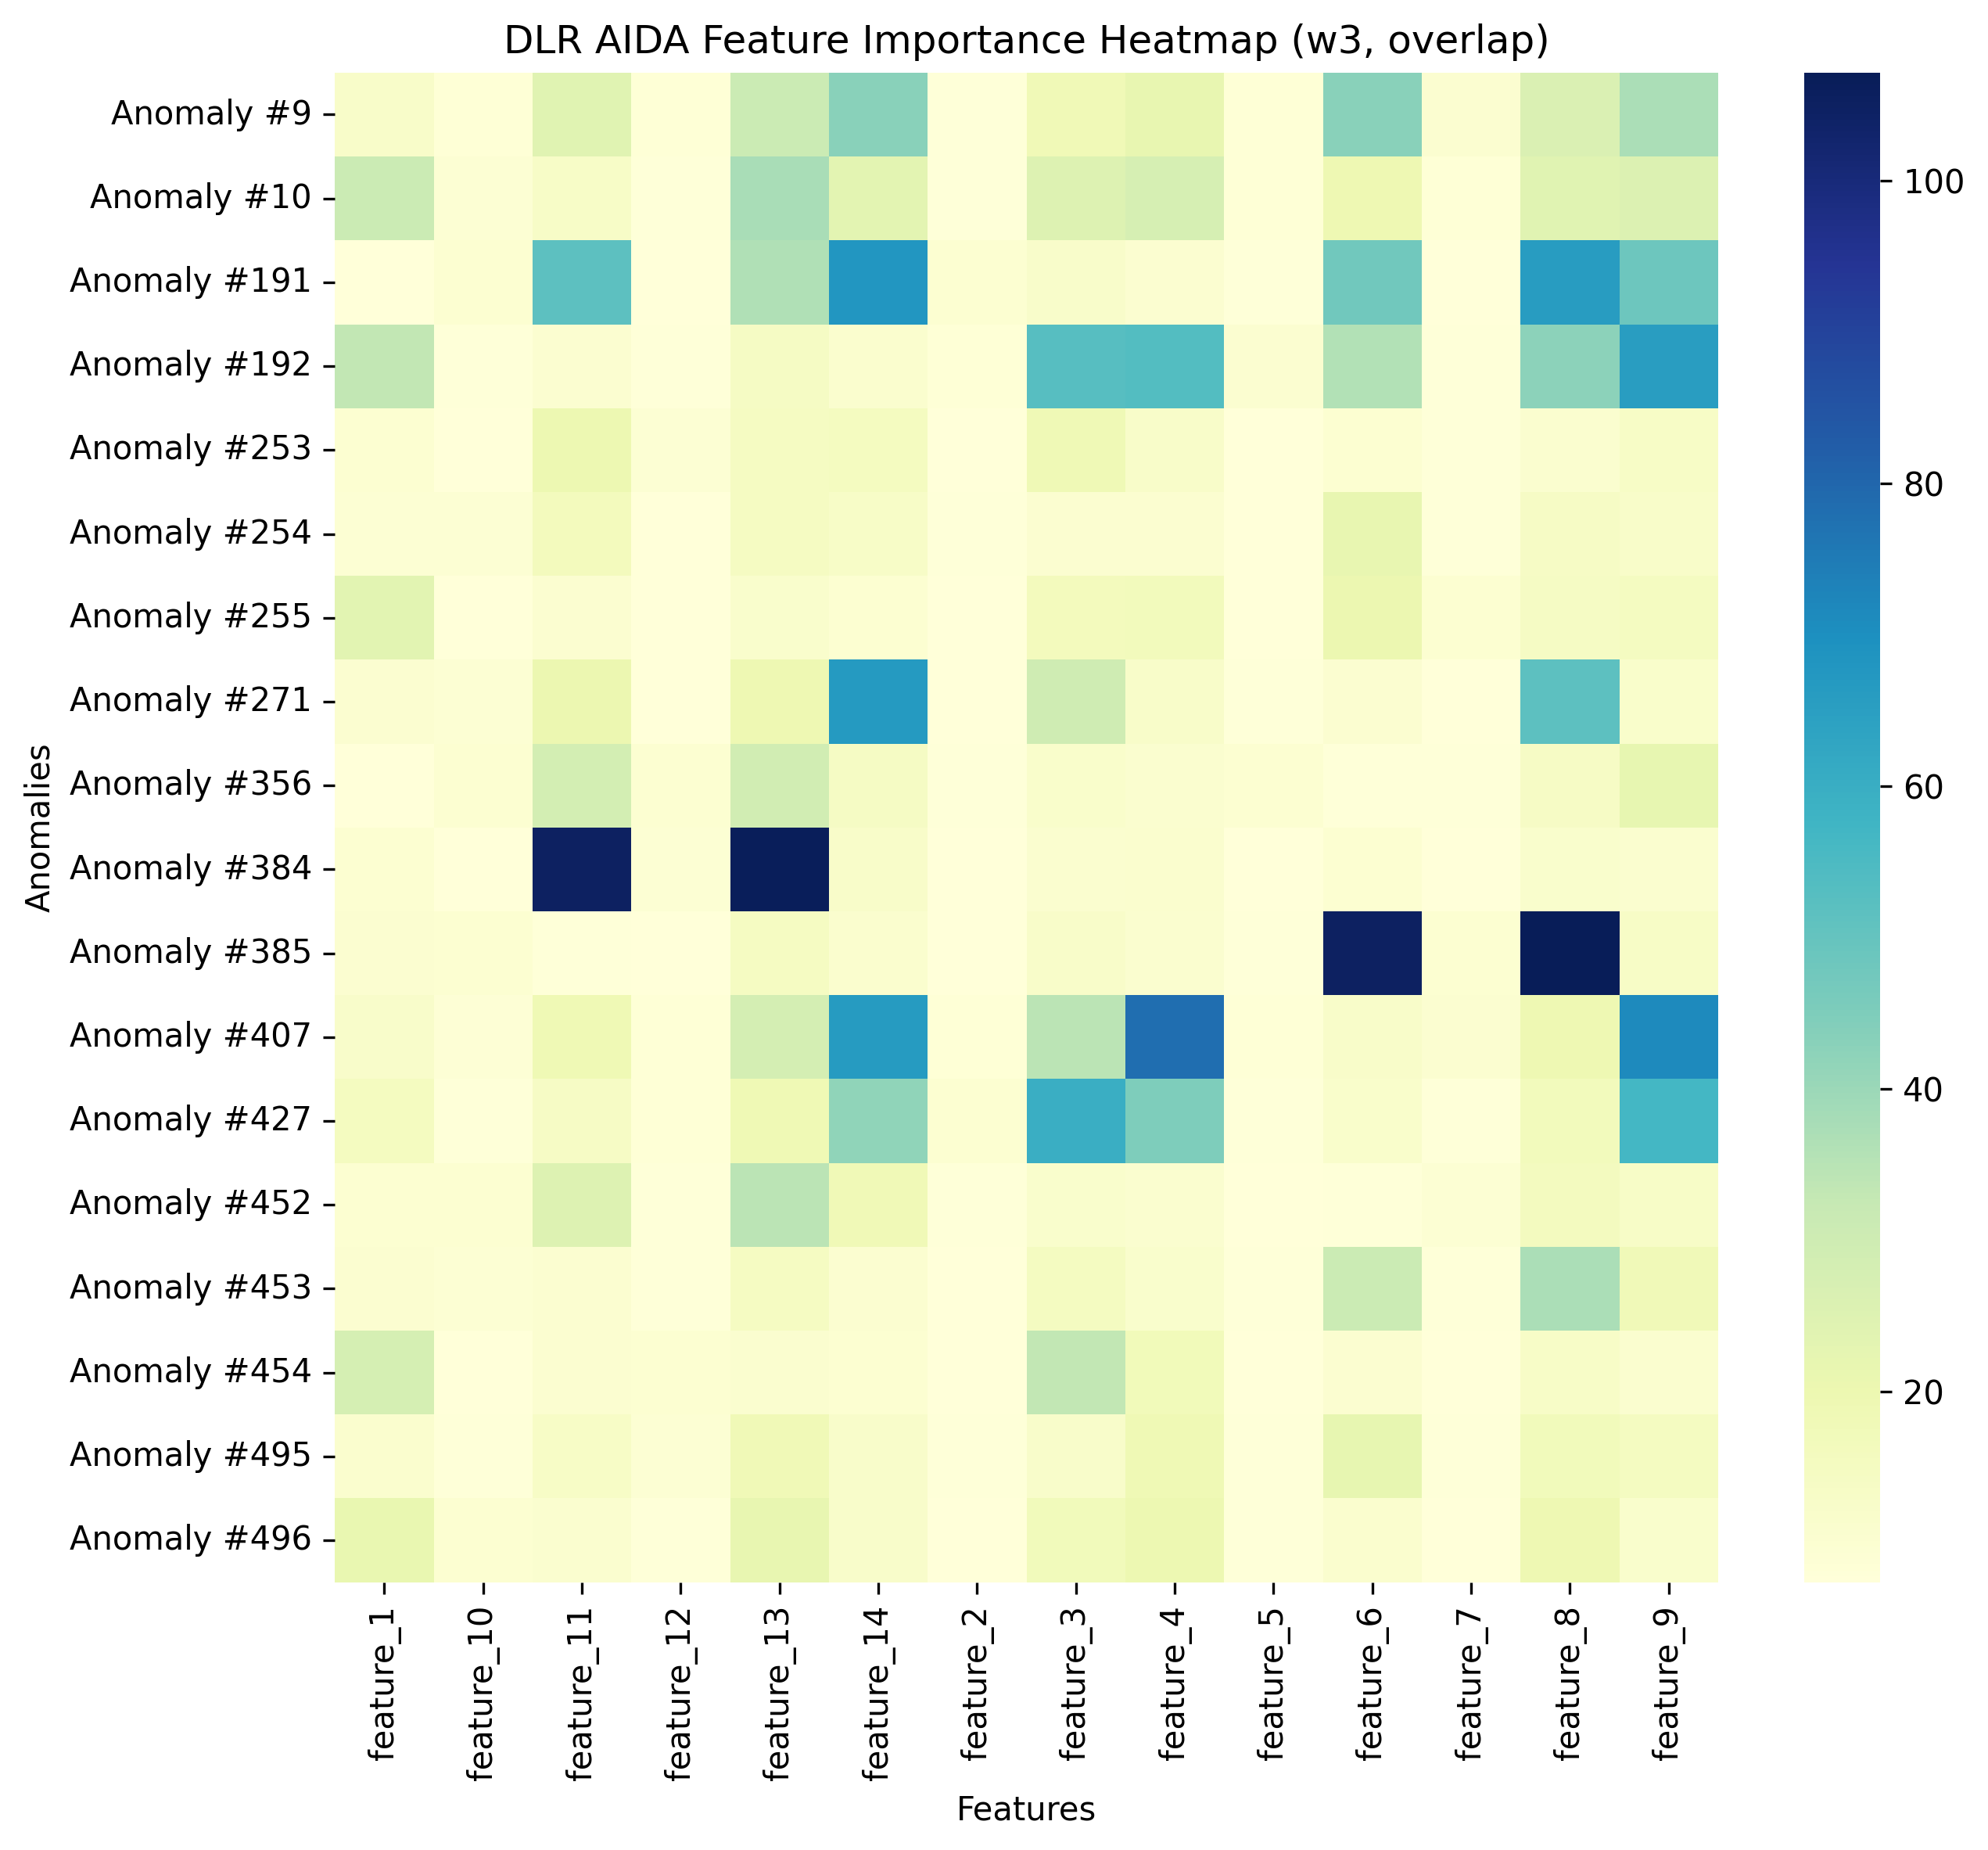 DLR AIDA Feature Importance Heatmap (w3, overlap)
Anomalies
Anomaly #9
Anomaly #10
Anomaly #191
Anomaly #192
Anomaly #253
Anomaly #254
Anomaly #255
Anomaly #271
Anomaly #356
Anomaly #384
Anomaly #385
Anomaly #407
Anomaly #427
Anomaly #452
Anomaly #453
Anomaly #454
Anomaly #495
Anomaly #496
feature_1
feature_10
feature_11
feature_12
feature_13
feature_14
feature_2
feature_3
feature_4
feature_5
feature_6
feature_7
feature_8
feature_9
Features
100
80
60
40
20